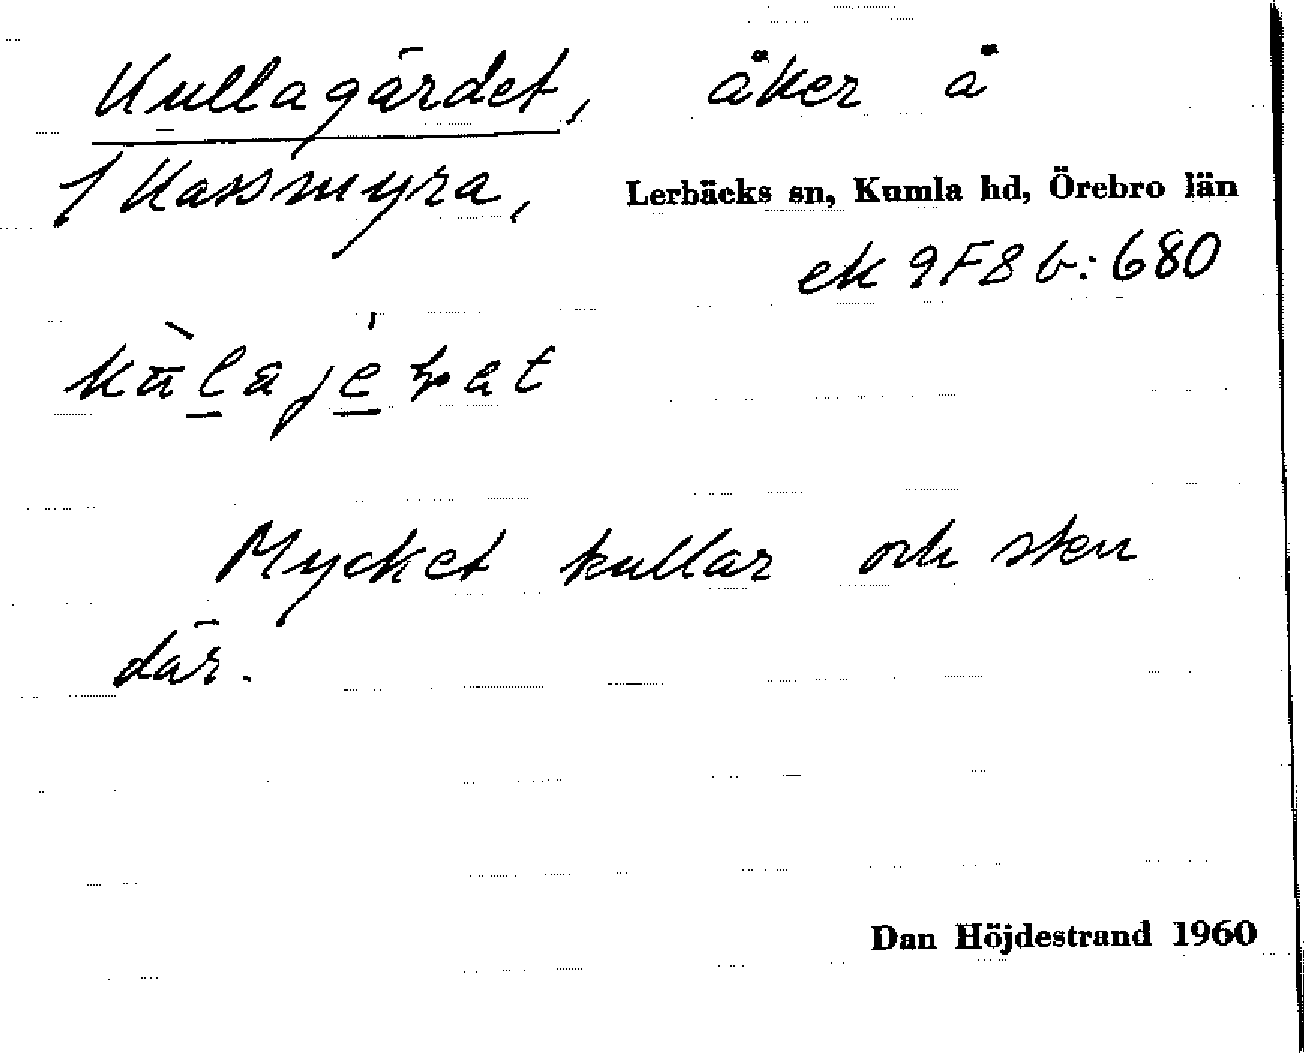 Kullagärdet, åker å
1 Kassmyra, Lerbäcks sn, Kumla hd, Örebro län
ek 9F8b:680
Mycket kullar och sten
där.
Dan Höjdestrand 1960